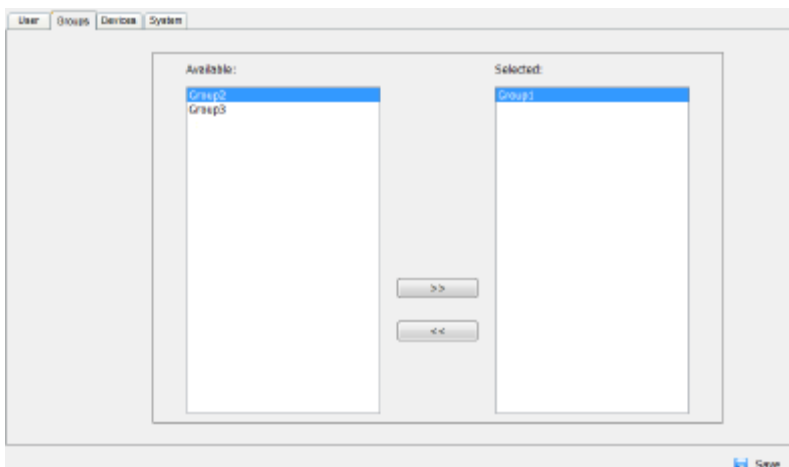 User Groups Devices System
Available: Selected:
Group2 Group1
Group3
>>
<<
Save